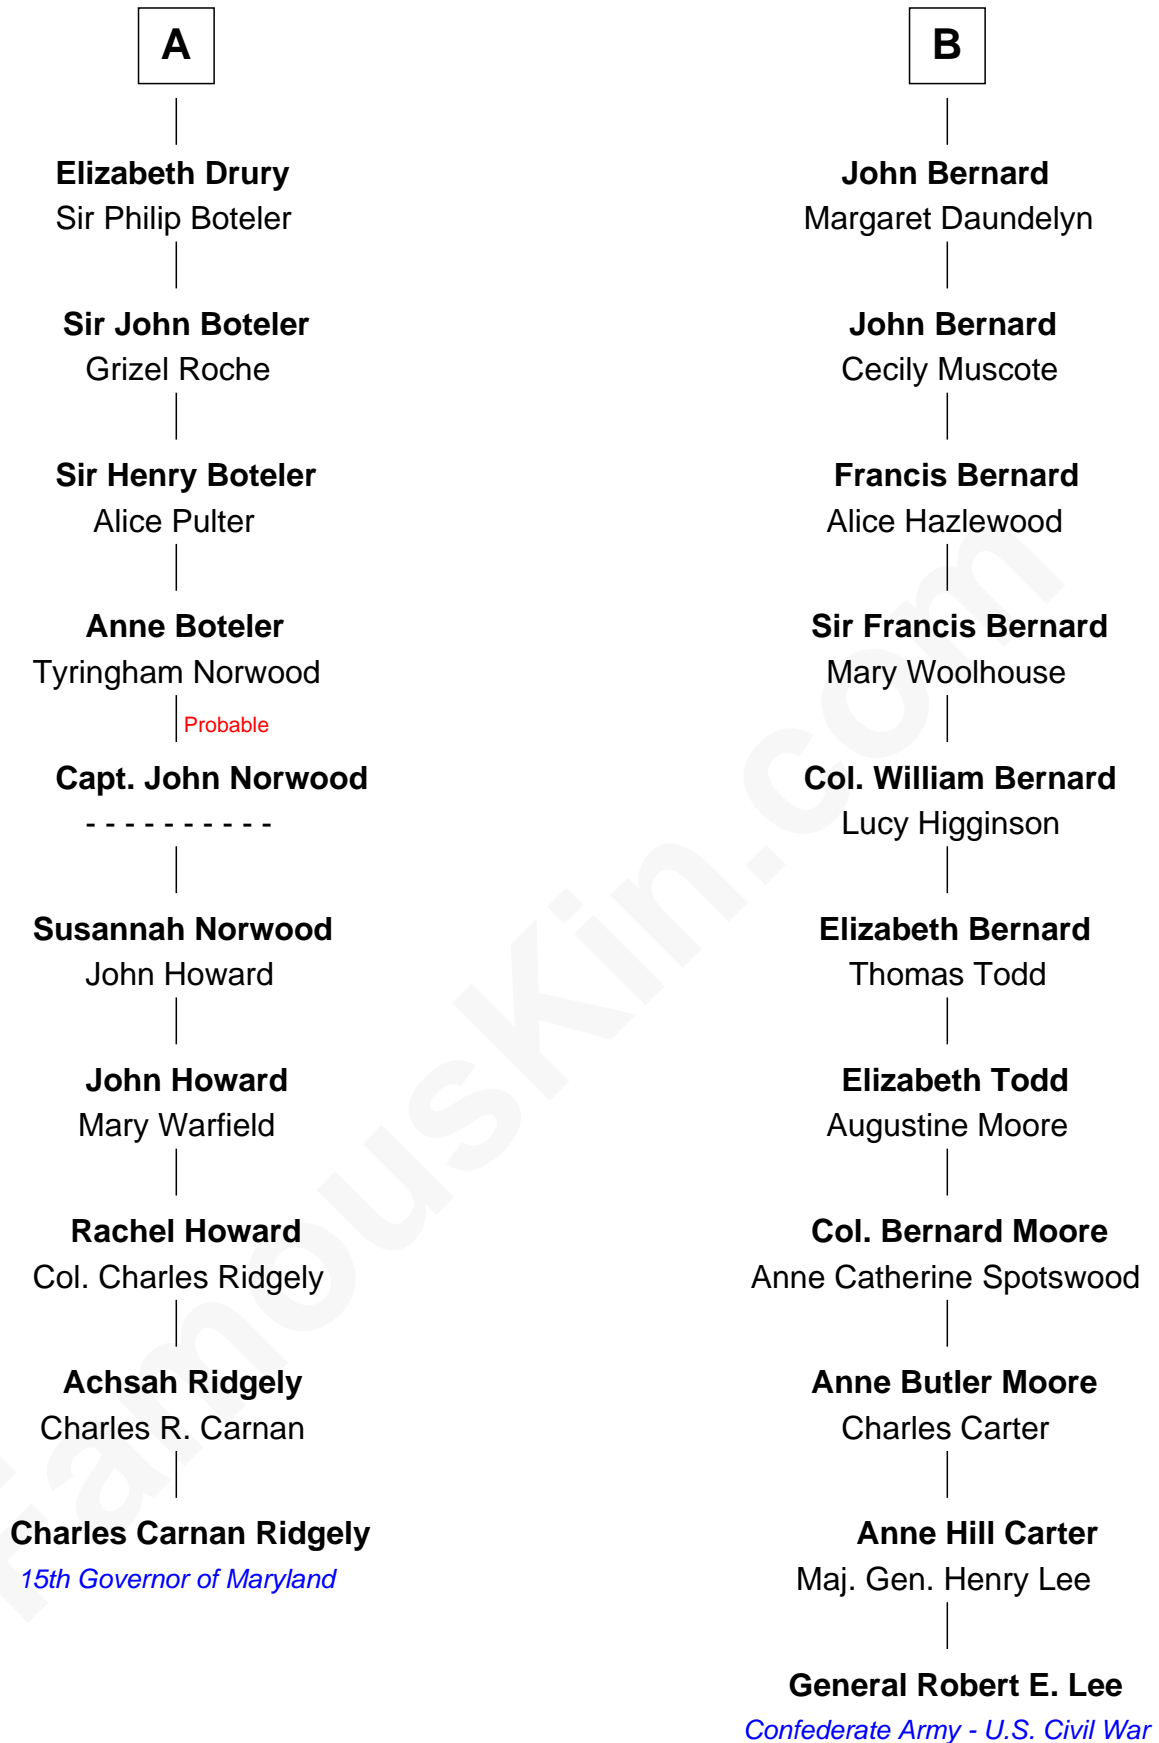 A
Elizabeth Drury
Sir Philip Boteler
Sir John Boteler
Grizel Roche
Sir Henry Boteler
Alice Pulter
Anne Boteler
Tyringham Norwood
Probable
Capt. John Norwood
- - - - - - - - - -
Susannah Norwood
John Howard
John Howard
Mary Warfield
Rachel Howard
Col. Charles Ridgely
Achsah Ridgely
Charles R. Carnan
Charles Carnan Ridgely
15th Governor of Maryland
B
John Bernard
Margaret Daundelyn
John Bernard
Cecily Muscote
Francis Bernard
Alice Hazlewood
Sir Francis Bernard
Mary Woolhouse
Col. William Bernard
Lucy Higginson
Elizabeth Bernard
Thomas Todd
Elizabeth Todd
Augustine Moore
Col. Bernard Moore
Anne Catherine Spotswood
Anne Butler Moore
Charles Carter
Anne Hill Carter
Maj. Gen. Henry Lee
General Robert E. Lee
Confederate Army - U.S. Civil War
FamousKin.com